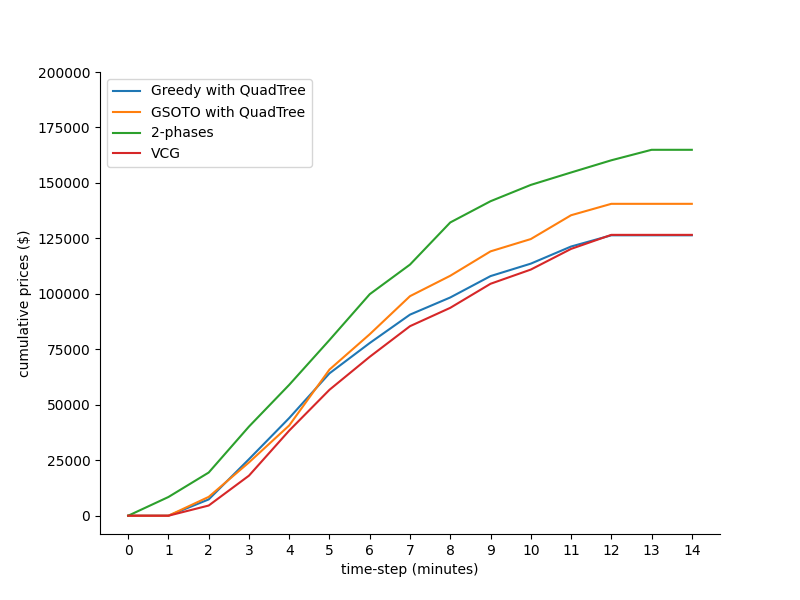 200000
175000
150000
125000
100000
75000
50000
25000
0
cumulative prices ($)
Greedy with QuadTree
GSOTO with QuadTree
2-phases
VCG
0 1 2 3 4 5 6 7 8 9 10 11 12 13 14
time-step (minutes)